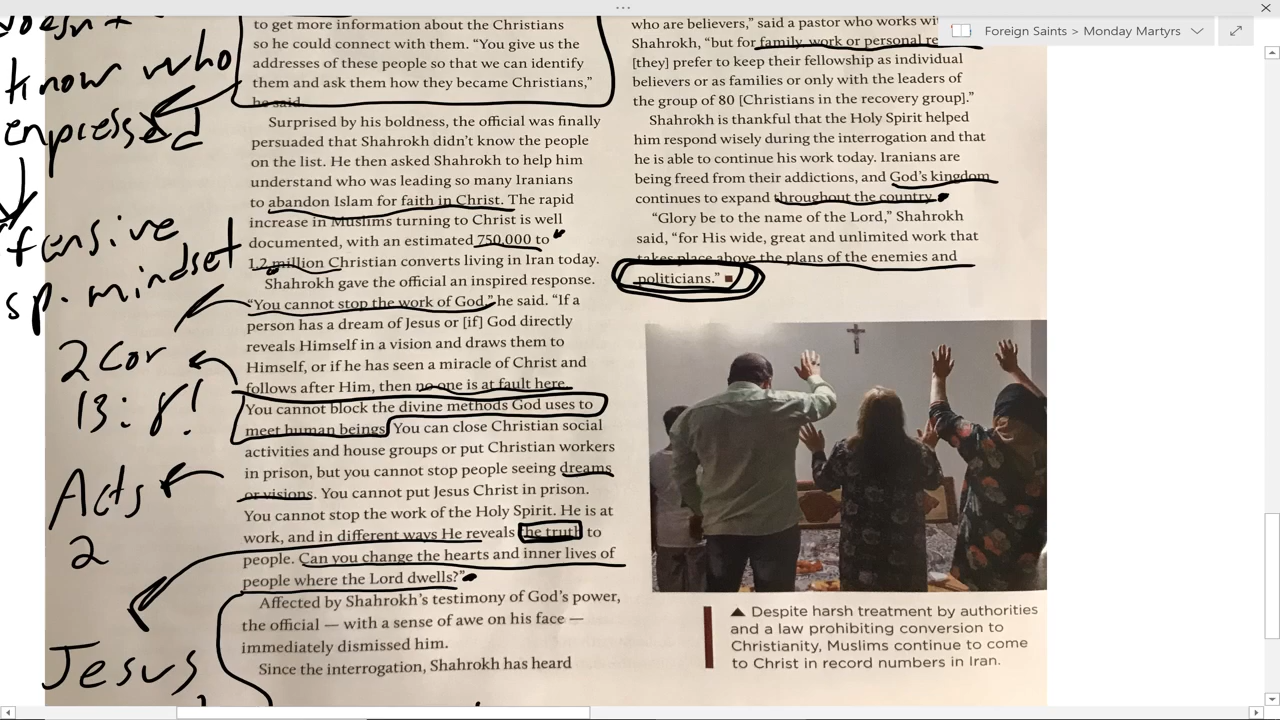 Foreign Saints > Monday Martyrs
to get more information about the Christians
so he could connect with them. “You give us the
addresses of these people so that we can identify
them and ask them how they became Christians,”
he said.
Surprised by his boldness, the official was finally
persuaded that Shahrokh didn’t know the people
on the list. He then asked Shahrokh to help him
understand who was leading so many Iranians
to abandon Islam for faith in Christ. The rapid
increase in Muslims turning to Christ is well
documented, with an estimated 750,000 to
1.2 million Christian converts living in Iran today.
Shahrokh gave the official an inspired response.
“You cannot stop the work of God,” he said. “If a
person has a dream of Jesus or [if] God directly
reveals Himself in a vision and draws them to
Himself, or if he has seen a miracle of Christ and
follows after Him, then no one is at fault here.
You cannot block the divine methods God uses to
meet human beings. You can close Christian social
activities and house groups or put Christian workers
in prison, but you cannot stop people seeing dreams
or visions. You cannot put Jesus Christ in prison.
You cannot stop the work of the Holy Spirit. He is at
work, and in different ways He reveals the truth to
people. Can you change the hearts and inner lives of
people where the Lord dwells?”
Affected by Shahrokh’s testimony of God’s power,
the official — with a sense of awe on his face —
immediately dismissed him.
Since the interrogation, Shahrokh has heard
who are believers,” said a pastor who works
Shahrokh, “but for family, work or personal
[they] prefer to keep their fellowship as individual
believers or as families or only with the leaders of
the group of 80 [Christians in the recovery group].”
Shahrokh is thankful that the Holy Spirit helped
him respond wisely during the interrogation and that
he is able to continue his work today. Iranians are
being freed from their addictions, and God’s kingdom
continues to expand throughout the country.
“Glory be to the name of the Lord,” Shahrokh
said, “for His wide, great and unlimited work that
takes place above the plans of the enemies and
politicians.” ■
▲ Despite harsh treatment by authorities
and a law prohibiting conversion to
Christianity, Muslims continue to come
to Christ in record numbers in Iran.
know who
sp. mindset
2 Cor
13:8!
Acts
2
Jesus,